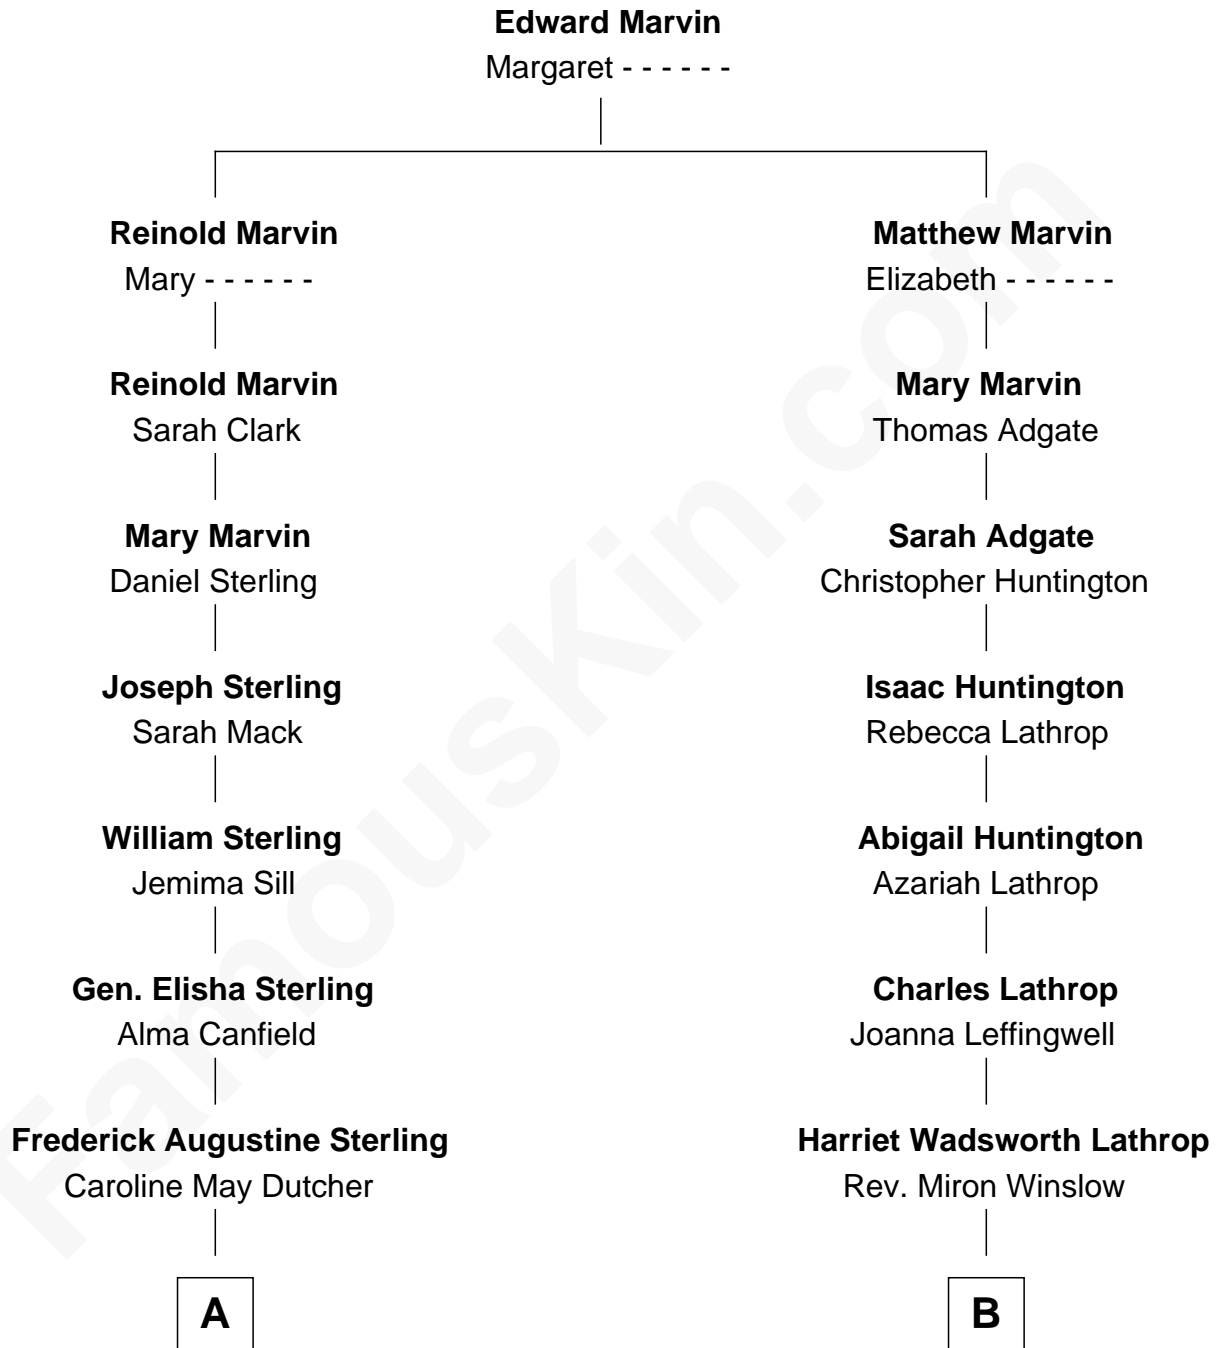 Edward Marvin
Margaret - - - - - -
Reinold Marvin
Mary - - - - - -
Matthew Marvin
Elizabeth - - - - - -
Reinold Marvin
Sarah Clark
Mary Marvin
Thomas Adgate
Mary Marvin
Daniel Sterling
Sarah Adgate
Christopher Huntington
Joseph Sterling
Sarah Mack
Isaac Huntington
Rebecca Lathrop
William Sterling
Jemima Sill
Abigail Huntington
Azariah Lathrop
Gen. Elisha Sterling
Alma Canfield
Charles Lathrop
Joanna Leffingwell
Frederick Augustine Sterling
Caroline May Dutcher
Harriet Wadsworth Lathrop
Rev. Miron Winslow
A
B
FamousKin.com